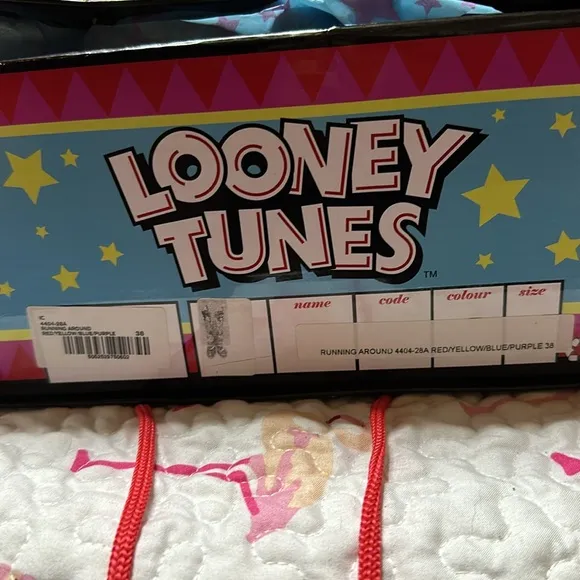 LOONEY
TUNES
TM
name code colour size
IC
4404-28A
RUNNING AROUND
RED/YELLOW/BLUE/PURPLE 38
RUNNING AROUND 4404-28A RED/YELLOW/BLUE/PURPLE 38